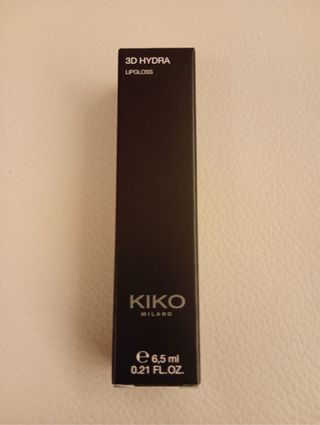 3D HYDRA
LIPGLOSS
KIKO
MILANO
℮ 6,5 ml
0.21 FL.OZ.